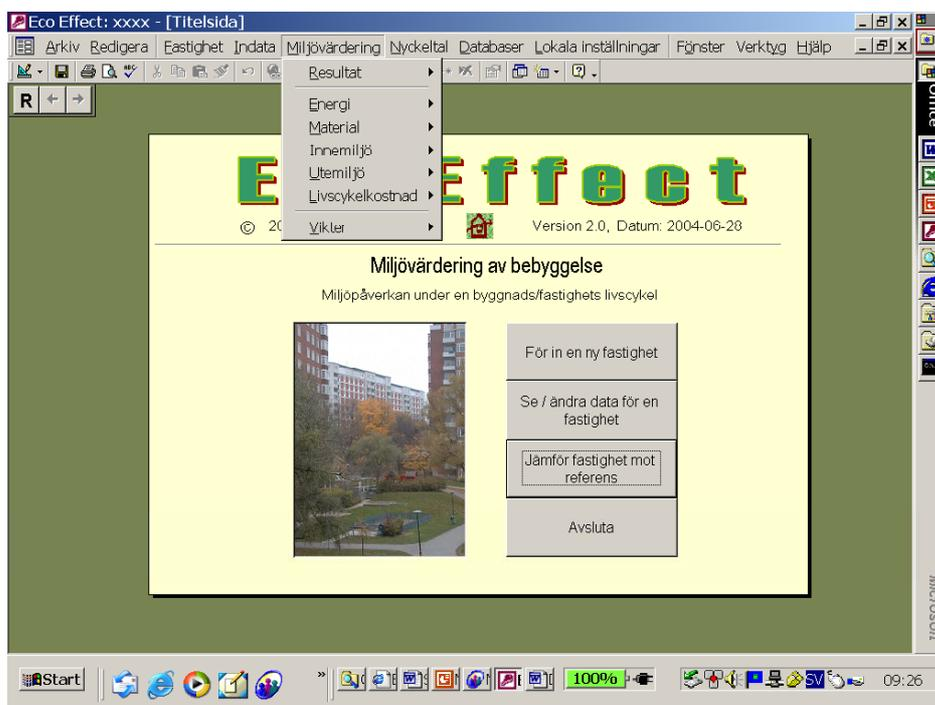 Eco Effect: xxxx - [Titelsida]
Arkiv Redigera Fastighet Indata Miljövärdering Nyckeltal Databaser Lokala inställningar Fönster Verktyg Hjälp
Resultat
R
Energi
Material
Innemiljö
Utemiljö
Livscykelkostnad
Vikter
E Effect
© 20 Version 2.0, Datum: 2004-06-28
Miljövärdering av bebyggelse
Miljöpåverkan under en byggnads/fastighets livscykel
För in en ny fastighet
Se / ändra data för en
fastighet
Jämför fastighet mot
referens
Avsluta
Office
Microsoft
Start 100% SV 09:26